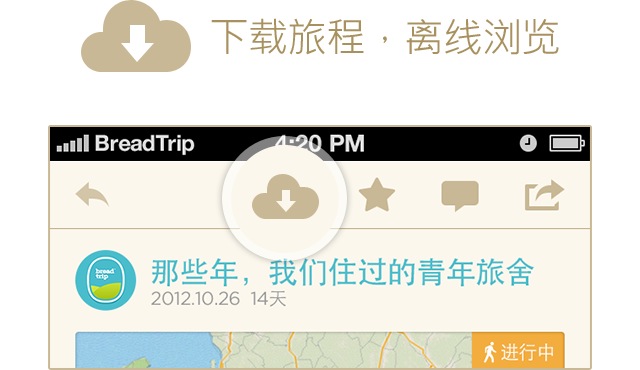 下载旅程，离线浏览
BreadTrip 4:20 PM
bread
trip
那些年，我们住过的青年旅舍
2012.10.26 14天
进行中